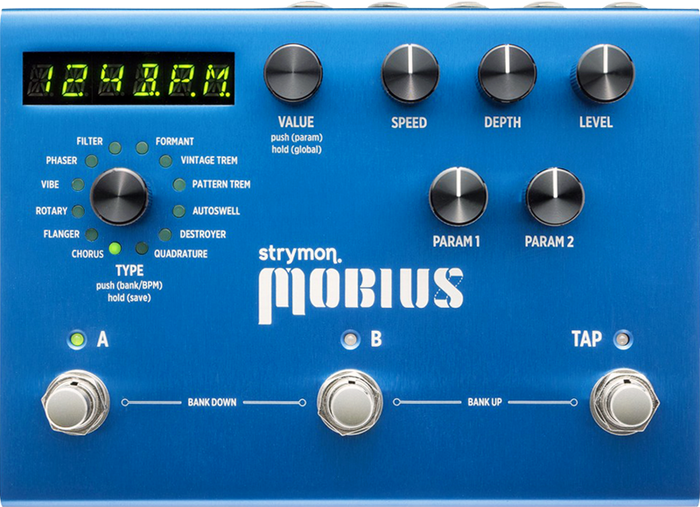 124 B.P.M.
VALUE
push (param)
hold (global)
SPEED
DEPTH
LEVEL
FILTER
FORMANT
PHASER
VINTAGE TREM
VIBE
PATTERN TREM
ROTARY
AUTOSWELL
FLANGER
DESTROYER
CHORUS
QUADRATURE
TYPE
push (bank/BPM)
hold (save)
PARAM 1
PARAM 2
strymon.
MOBIUS
A
B
TAP
BANK DOWN
BANK UP